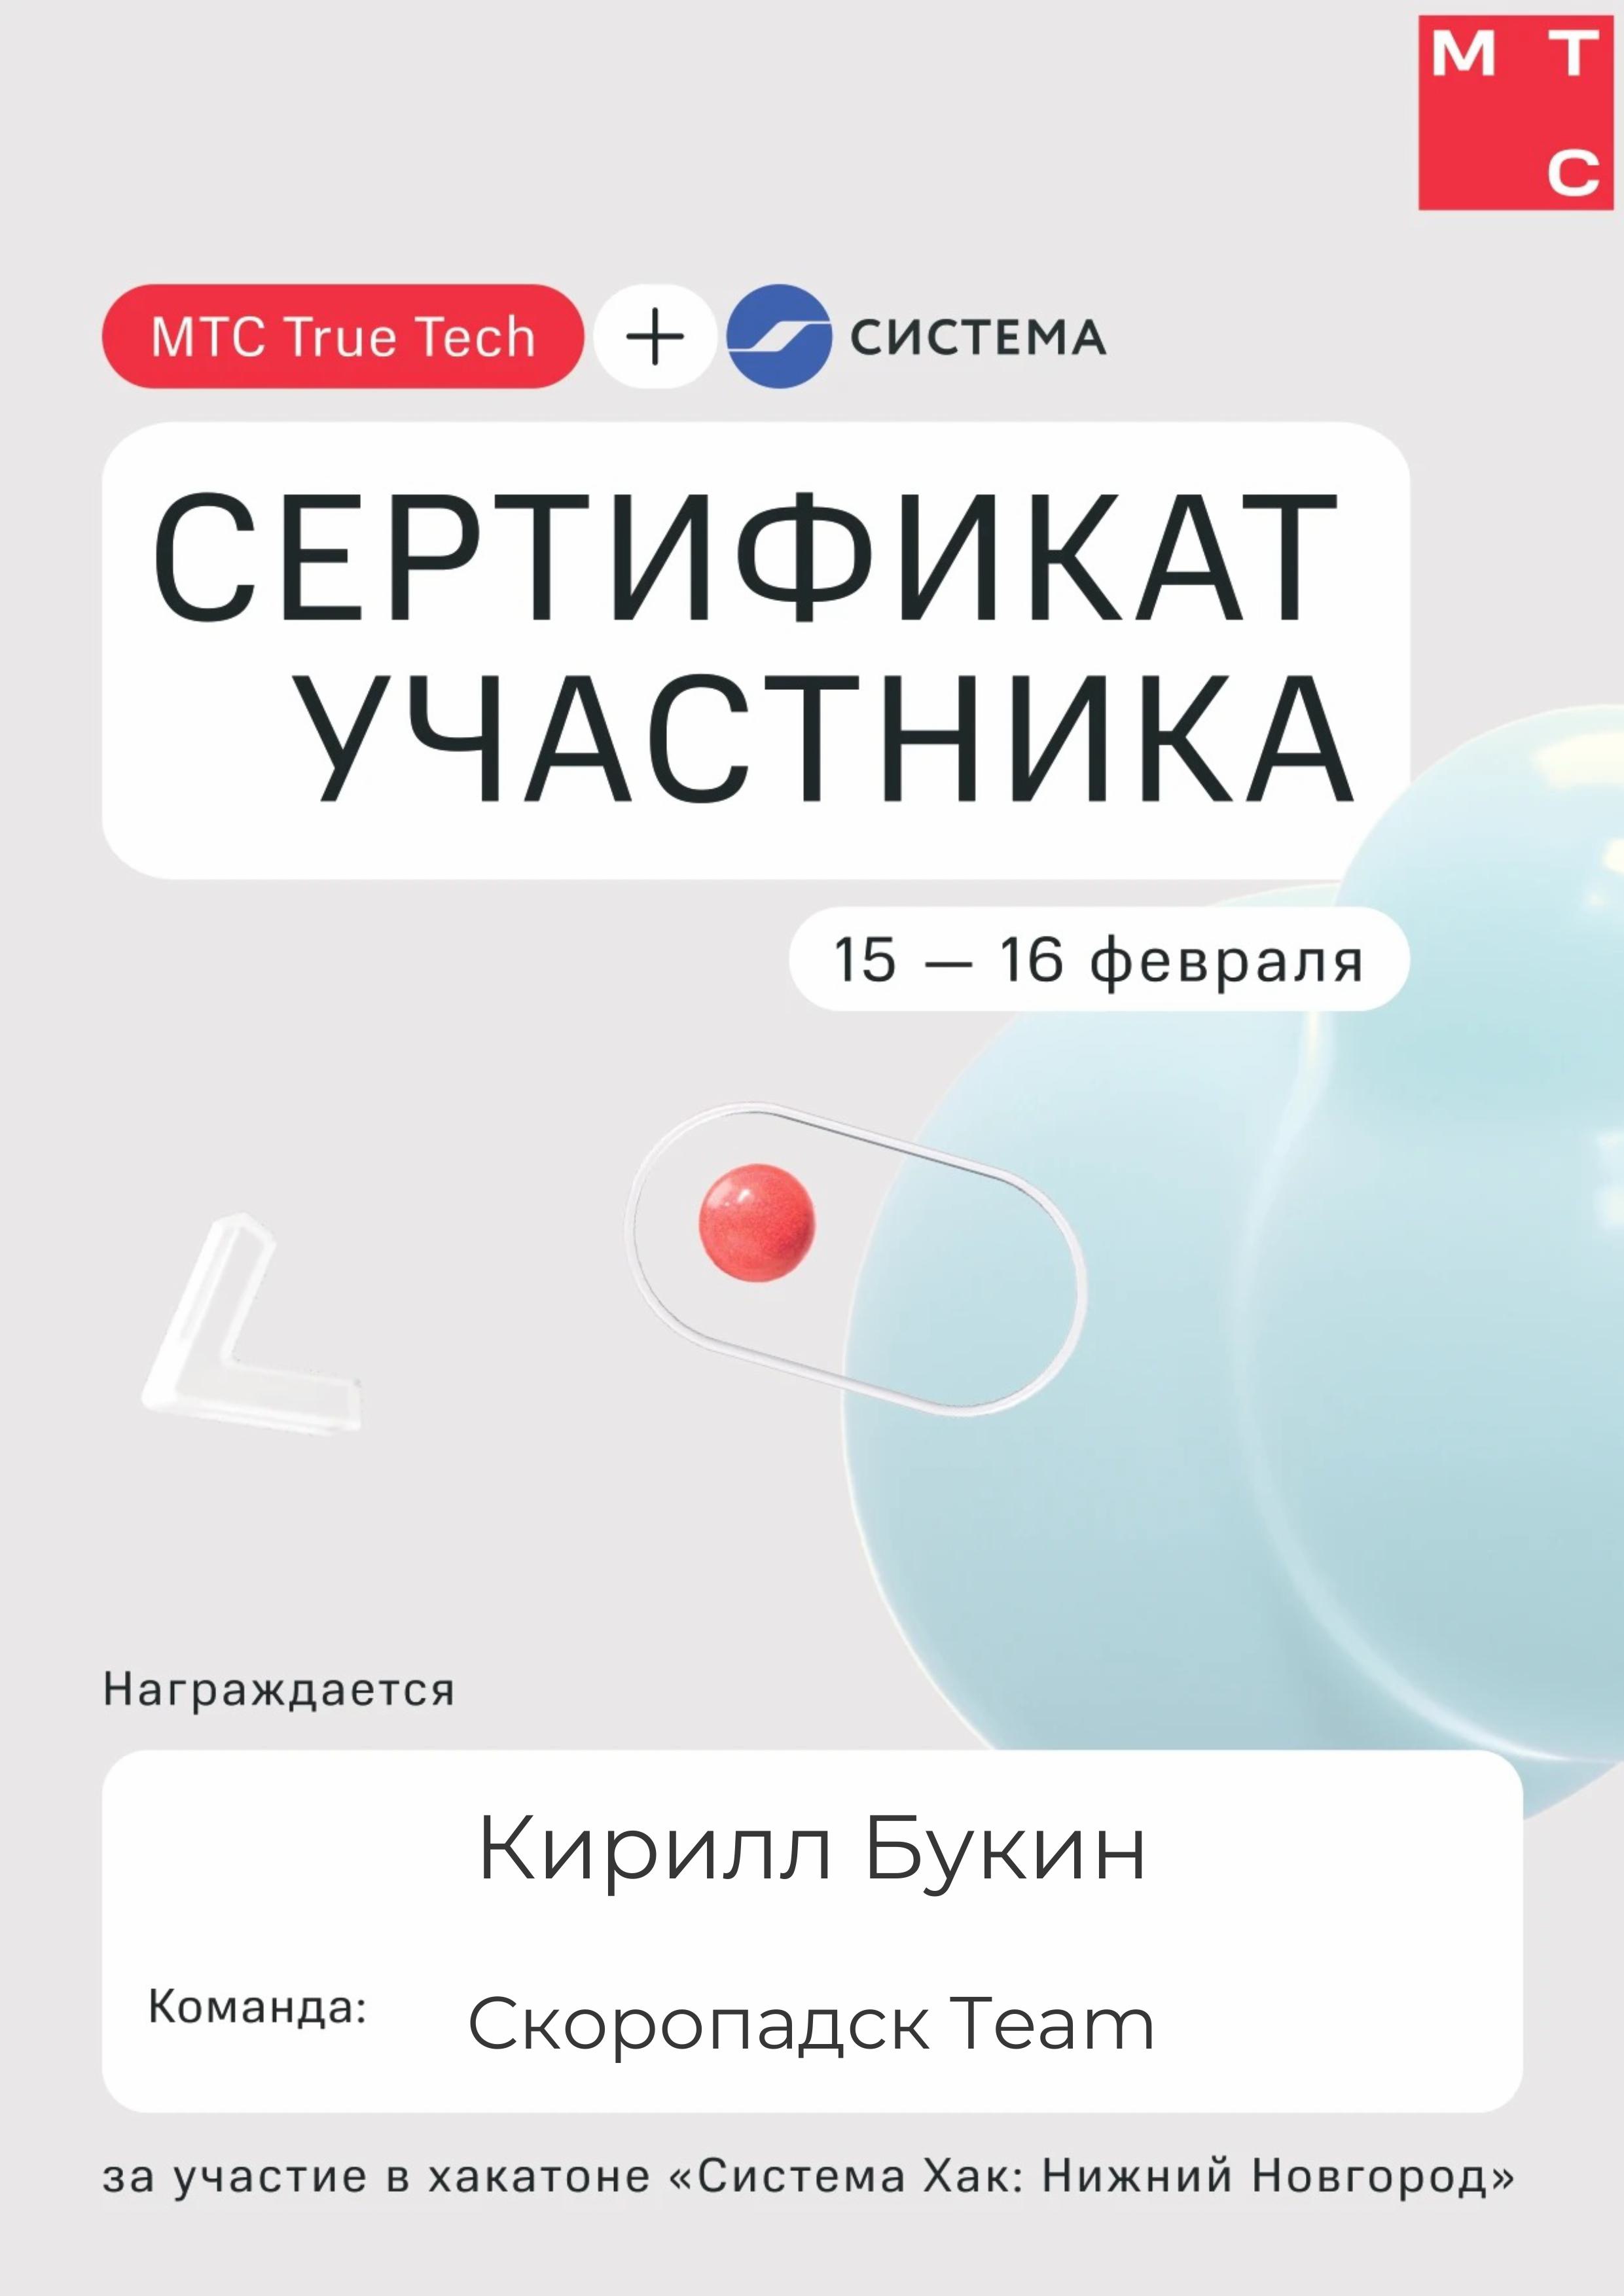 М Т
С
МТС True Tech + СИСТЕМА
СЕРТИФИКАТ
УЧАСТНИКА
15 — 16 февраля
Награждается
Кирилл Букин
Команда: Скоропадск Team
за участие в хакатоне «Система Хак: Нижний Новгород»